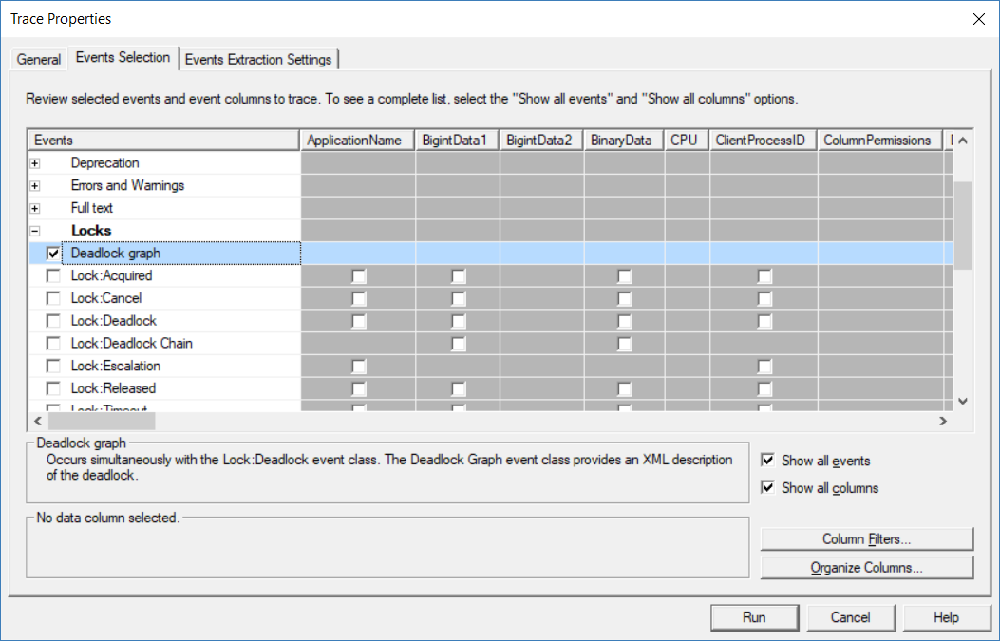 Trace Properties
General
Events Selection
Events Extraction Settings
Review selected events and event columns to trace. To see a complete list, select the "Show all events" and "Show all columns" options.
Events ApplicationName BigintData1 BigintData2 BinaryData CPU ClientProcessID ColumnPermissions
Deprecation
Errors and Warnings
Full text
Locks
Deadlock graph
Lock:Acquired
Lock:Cancel
Lock:Deadlock
Lock:Deadlock Chain
Lock:Escalation
Lock:Released
Lock:Timeout
Deadlock graph
Occurs simultaneously with the Lock:Deadlock event class. The Deadlock Graph event class provides an XML description
of the deadlock.
Show all events
Show all columns
No data column selected.
Column Filters...
Organize Columns...
Run
Cancel
Help